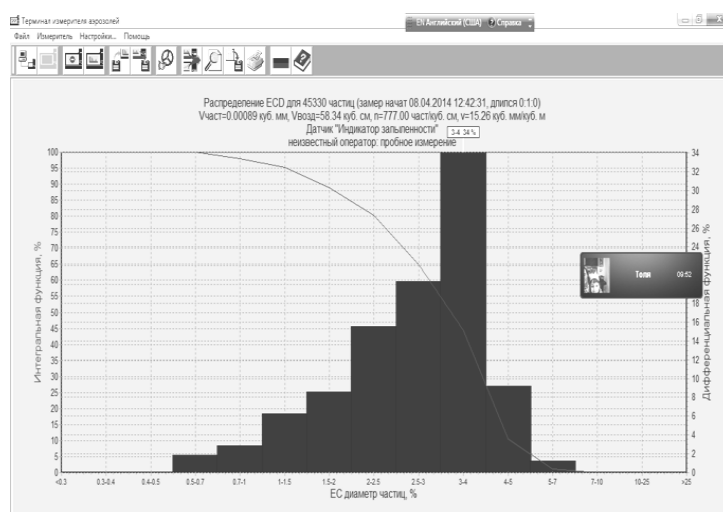 Терминал измерителя аэрозолей
EN Английский (США) Справка
Файл Измеритель Настройки... Помощь
Распределение ECD для 45330 частиц (замер начат 08.04.2014 12:42:31, длился 0:1:0)
Vчаст=0.00089 куб. мм, Vвозд=58.34 куб. см, n=777.00 част/куб. см, v=15.26 куб. мм/куб. м
Датчик "Индикатор запыленности"
3-4: 34 %
неизвестный оператор: пробное измерение
Интегральная функция, %
100
95
90
85
80
75
70
65
60
55
50
45
40
35
30
25
20
15
10
5
0
34
32
30
28
26
24
Толя 09:52
18
16
14
12
10
8
6
4
2
0
Дифференциальная функция, %
<0.3 0.3-0.4 0.4-0.5 0.5-0.7 0.7-1 1-1.5 1.5-2 2-2.5 2.5-3 3-4 4-5 5-7 7-10 10-25 >25
EC диаметр частиц, %